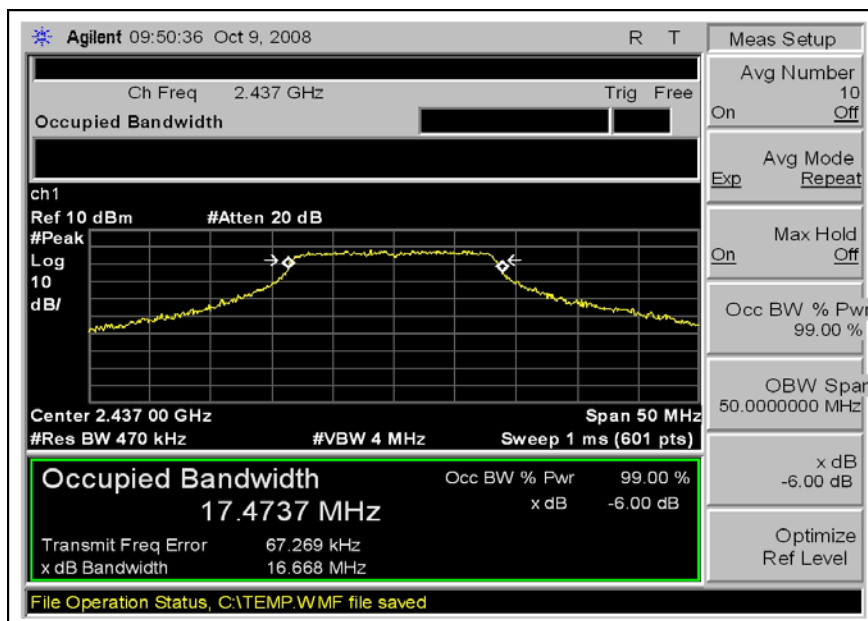 Agilent 09:50:36 Oct 9, 2008 R T
Ch Freq 2.437 GHz Trig Free
Occupied Bandwidth
ch1
Ref 10 dBm #Atten 20 dB
#Peak
Log
10
dB/
Center 2.437 00 GHz Span 50 MHz
#Res BW 470 kHz #VBW 4 MHz Sweep 1 ms (601 pts)
Occupied Bandwidth
17.4737 MHz
Occ BW % Pwr 99.00 %
x dB -6.00 dB
Transmit Freq Error 67.269 kHz
x dB Bandwidth 16.668 MHz
File Operation Status, C:\TEMP.WMF file saved
Meas Setup
Avg Number
10
On Off
Avg Mode
Exp Repeat
Max Hold
On Off
Occ BW % Pwr
99.00 %
OBW Span
50.0000000 MHz
x dB
-6.00 dB
Optimize
Ref Level